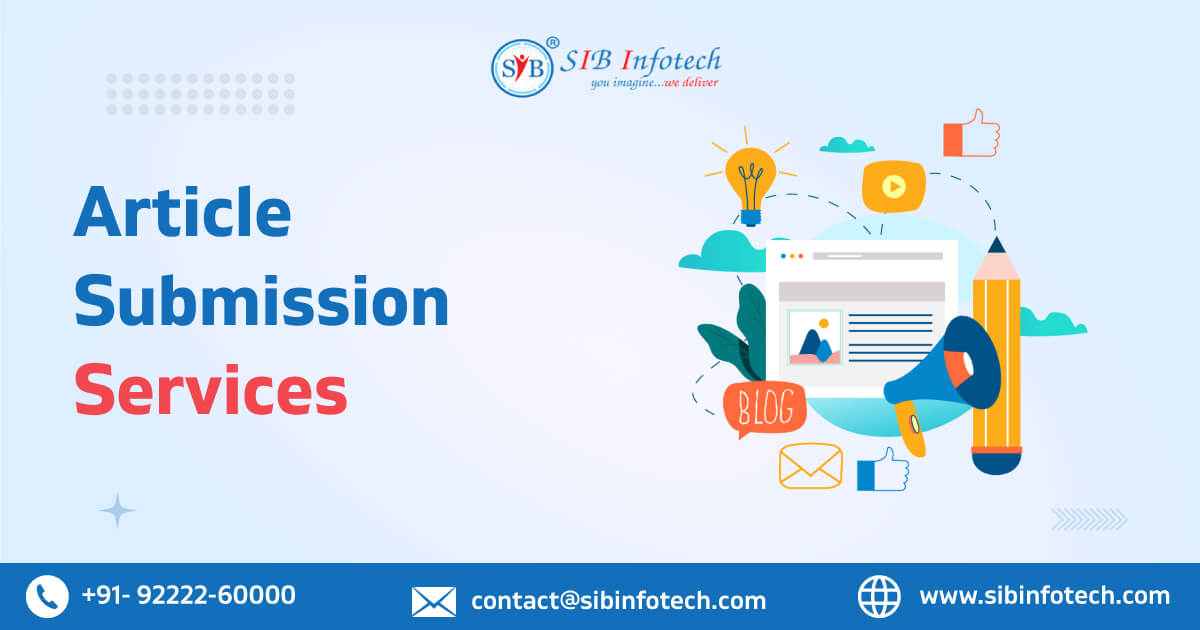 SIB
®
SIB Infotech
you imagine...we deliver
Article
Submission
Services
BLOG
+91- 92222-60000
contact@sibinfotech.com
www.sibinfotech.com